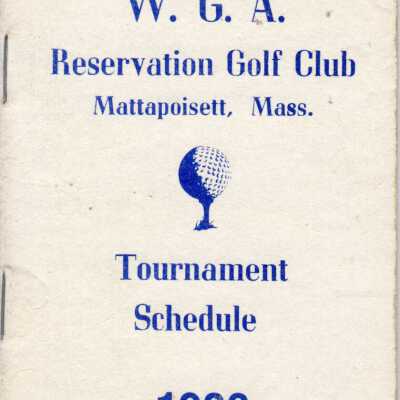 W. G. A.
Reservation Golf Club
Mattapoisett, Mass.
Tournament
Schedule